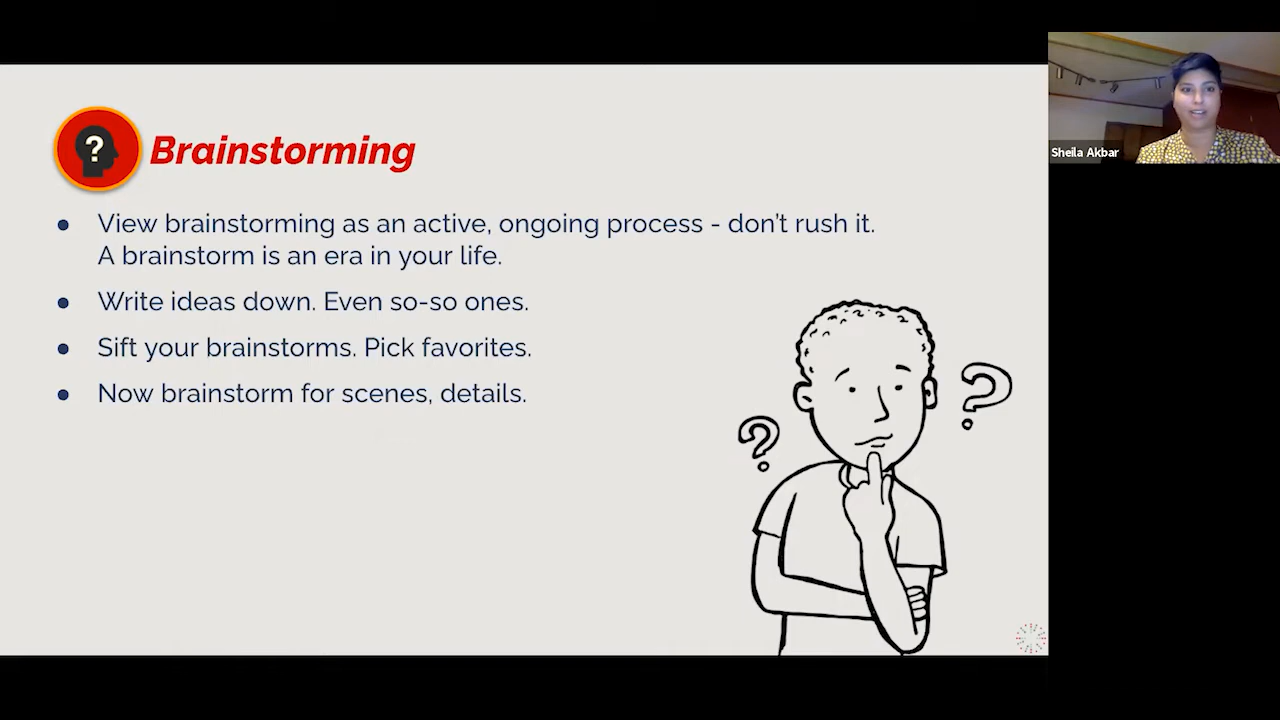 Brainstorming
● View brainstorming as an active, ongoing process - don't rush it.
A brainstorm is an era in your life.
● Write ideas down. Even so-so ones.
● Sift your brainstorms. Pick favorites.
● Now brainstorm for scenes, details.
?
?
?
Sheila Akbar